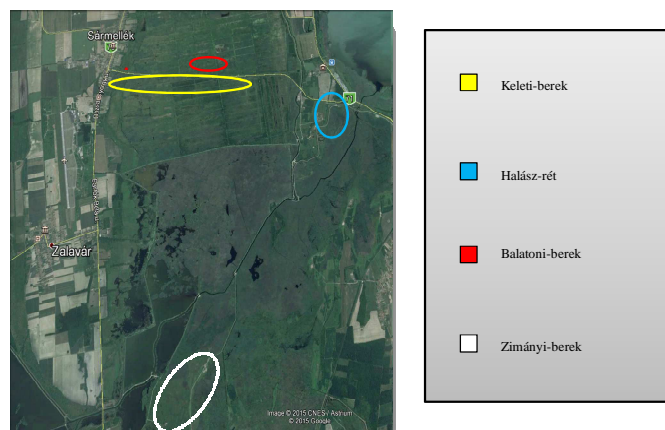 Sármellék
Zalavár
Image © 2015 CNES / Astrium
© 2015 Google
Keleti-berek
Halász-rét
Balatoni-berek
Zimányi-berek